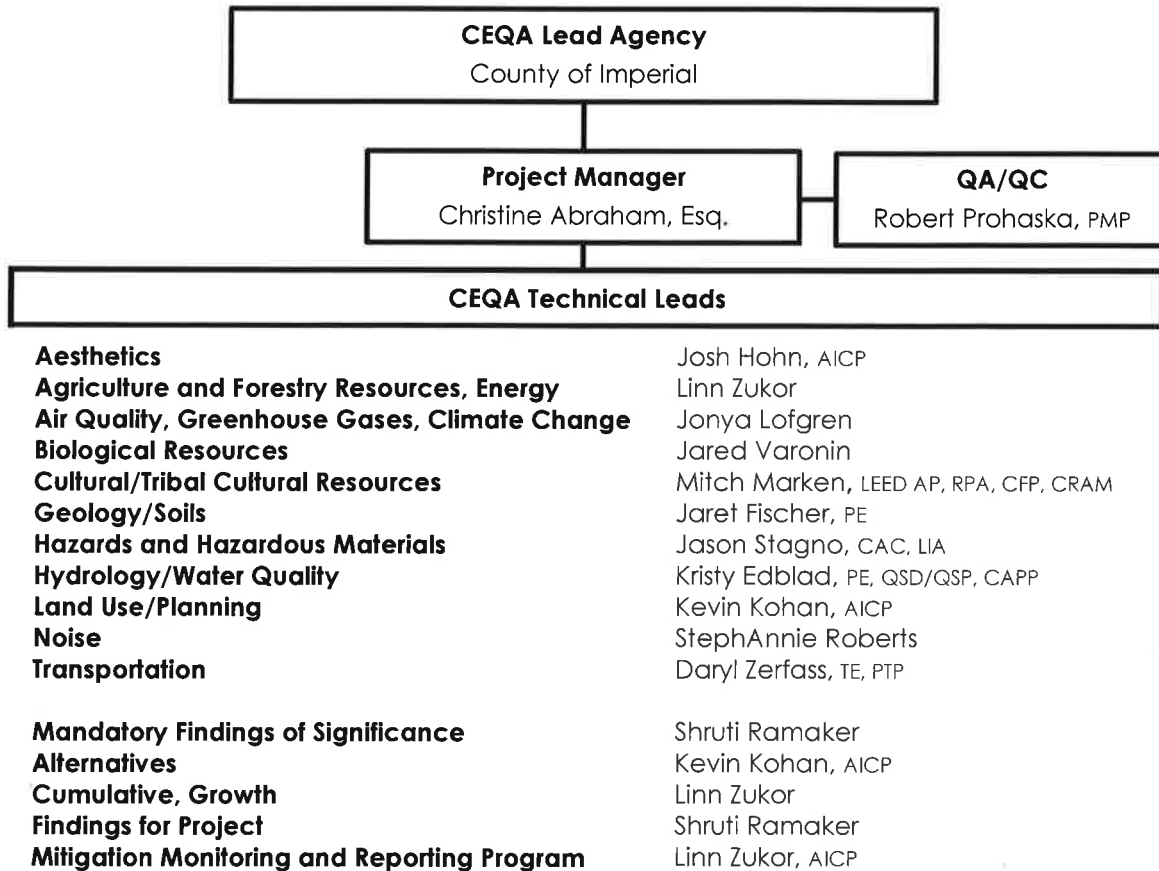 CEQA Lead Agency
County of Imperial
Project Manager
Christine Abraham, Esq.
QA/QC
Robert Prohaska, PMP
CEQA Technical Leads
Aesthetics Josh Hohn, AICP
Agriculture and Forestry Resources, Energy Linn Zukor
Air Quality, Greenhouse Gases, Climate Change Jonya Lofgren
Biological Resources Jared Varonin
Cultural/Tribal Cultural Resources Mitch Marken, LEED AP, RPA, CFP, CRAM
Geology/Soils Jaret Fischer, PE
Hazards and Hazardous Materials Jason Stagno, CAC, LIA
Hydrology/Water Quality Kristy Edblad, PE, QSD/QSP, CAPP
Land Use/Planning Kevin Kohan, AICP
Noise StephAnnie Roberts
Transportation Daryl Zerfass, TE, PTP
Mandatory Findings of Significance Shruti Ramaker
Alternatives Kevin Kohan, AICP
Cumulative, Growth Linn Zukor
Findings for Project Shruti Ramaker
Mitigation Monitoring and Reporting Program Linn Zukor, AICP